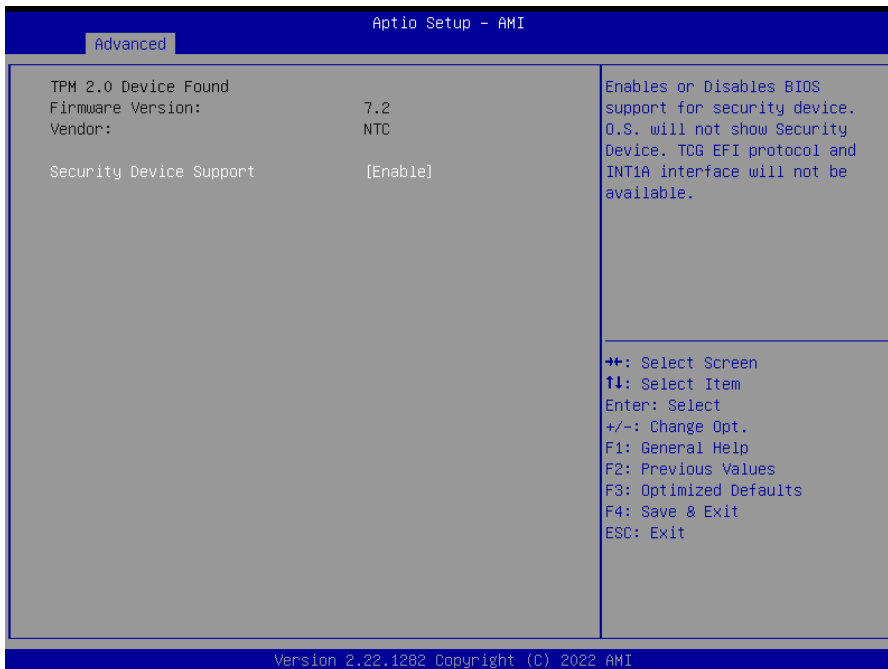 Aptio Setup – AMI
Advanced
TPM 2.0 Device Found
Firmware Version: 7.2
Vendor: NTC
Security Device Support [Enable]
Enables or Disables BIOS
support for security device.
O.S. will not show Security
Device. TCG EFI protocol and
INT1A interface will not be
available.
→←: Select Screen
↑↓: Select Item
Enter: Select
+/-: Change Opt.
F1: General Help
F2: Previous Values
F3: Optimized Defaults
F4: Save & Exit
ESC: Exit
Version 2.22.1282 Copyright (C) 2022 AMI